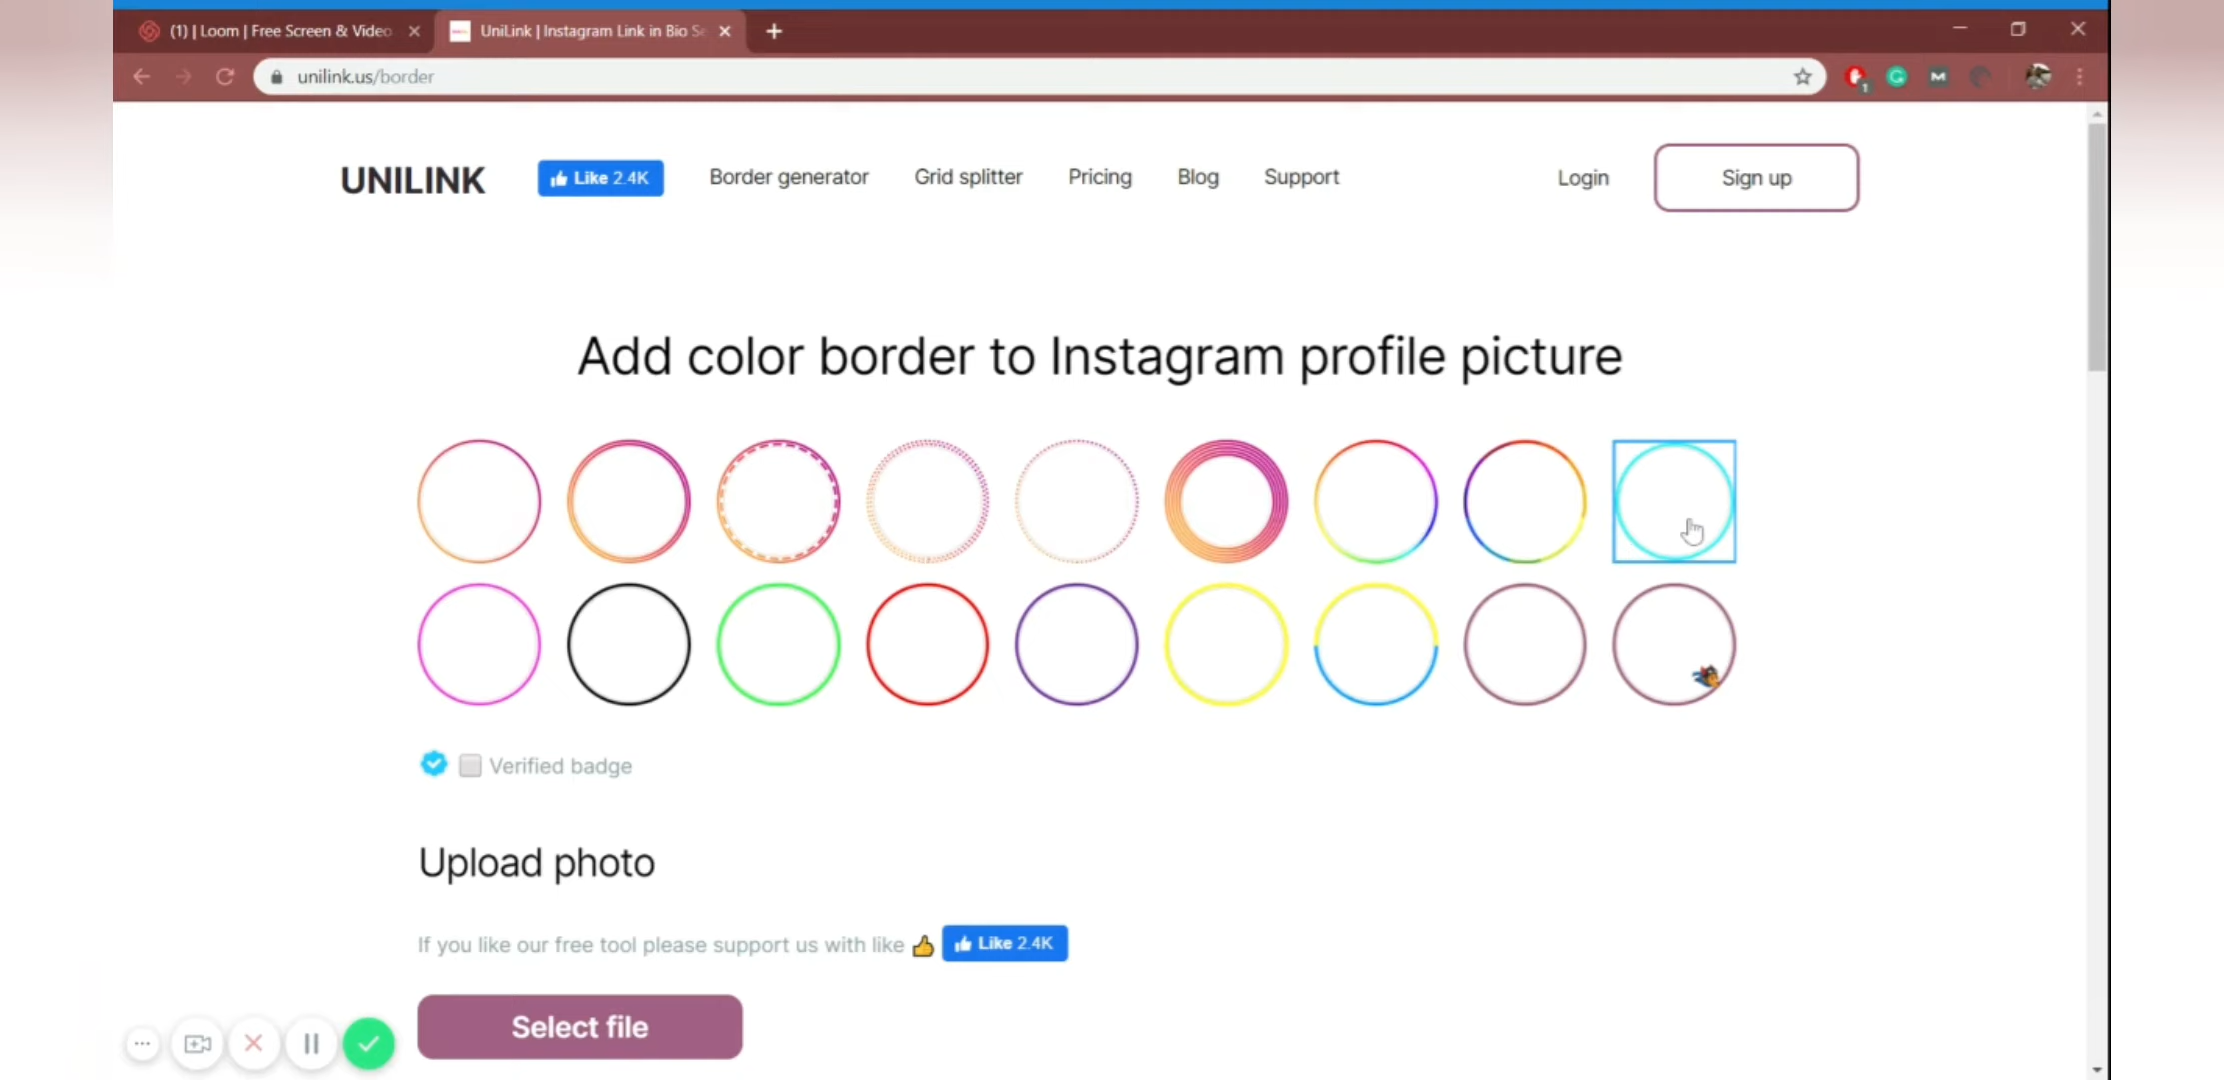 (1) | Loom | Free Screen & Video
UniLink | Instagram Link in Bio Se
unilink.us/border
1
UNILINK
Like 2.4K
Border generator
Grid splitter
Pricing
Blog
Support
Login
Sign up
Add color border to Instagram profile picture
Verified badge
Upload photo
If you like our free tool please support us with like 👍 Like 2.4K
Select file